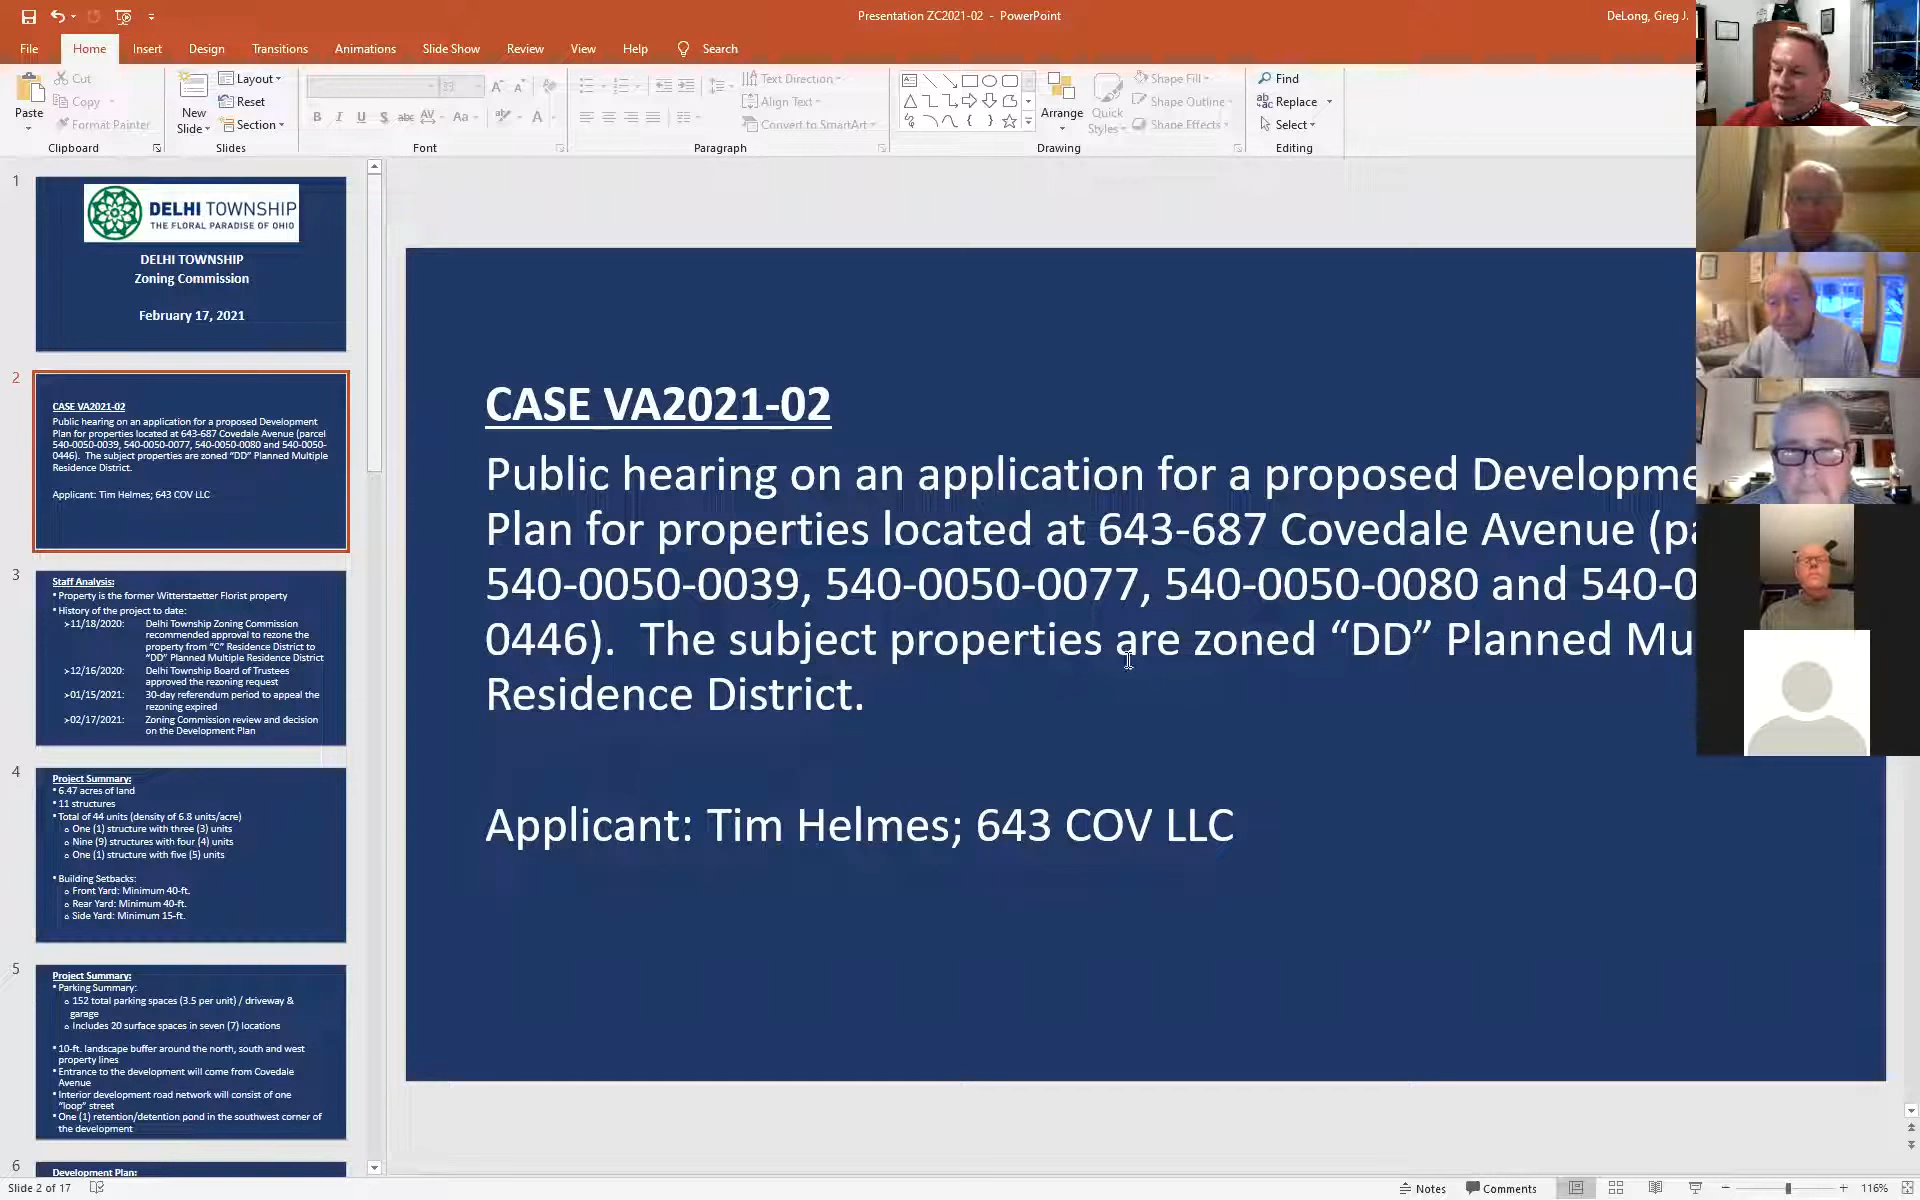 Presentation ZC2021-02 - PowerPoint
DeLong, Greg J.
File
Home
Insert
Design
Transitions
Animations
Slide Show
Review
View
Help
Search
Paste
Cut
Copy
Format Painter
Clipboard
New
Slide
Layout
Reset
Section
Slides
Font
Text Direction
Align Text
Convert to SmartArt
Paragraph
Arrange
Quick
Styles
Shape Fill
Shape Outline
Shape Effects
Drawing
Find
Replace
Select
Editing
1
DELHI TOWNSHIP
THE FLORAL PARADISE OF OHIO
DELHI TOWNSHIP
Zoning Commission
February 17, 2021
2
CASE VA2021-02
Public hearing on an application for a proposed Development
Plan for properties located at 643-687 Covedale Avenue (parcel
540-0050-0039, 540-0050-0077, 540-0050-0080 and 540-0050-
0446). The subject properties are zoned “DD” Planned Multiple
Residence District.
Applicant: Tim Helmes; 643 COV LLC
3
Staff Analysis:
Property is the former Witterstaetter Florist property
History of the project to date:
11/18/2020: Delhi Township Zoning Commission
recommended approval to rezone the
property from “C” Residence District to
“DD” Planned Multiple Residence District
12/16/2020: Delhi Township Board of Trustees
approved the rezoning request
01/15/2021: 30-day referendum period to appeal the
rezoning expired
02/17/2021: Zoning Commission review and decision
on the Development Plan
4
Project Summary:
6.47 acres of land
11 structures
Total of 44 units (density of 6.8 units/acre)
One (1) structure with three (3) units
Nine (9) structures with four (4) units
One (1) structure with five (5) units
Building Setbacks:
Front Yard: Minimum 40-ft.
Rear Yard: Minimum 40-ft.
Side Yard: Minimum 15-ft.
5
Project Summary:
Parking Summary:
152 total parking spaces (3.5 per unit) / driveway &
garage
Includes 20 surface spaces in seven (7) locations
10-ft. landscape buffer around the north, south and west
property lines
Entrance to the development will come from Covedale
Avenue
Interior development road network will consist of one
“loop” street
One (1) retention/detention pond in the southwest corner of
the development
6
Development Plan:
CASE VA2021-02
Public hearing on an application for a proposed Developme
Plan for properties located at 643-687 Covedale Avenue (pa
540-0050-0039, 540-0050-0077, 540-0050-0080 and 540-0
0446). The subject properties are zoned “DD” Planned Mu
Residence District.
Applicant: Tim Helmes; 643 COV LLC
Slide 2 of 17
Notes
Comments
116%